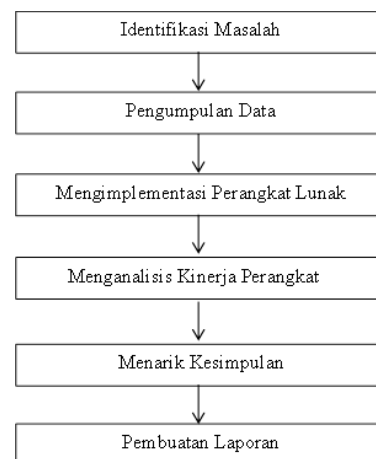 Identifikasi Masalah
Pengumpulan Data
Mengimplementasi Perangkat Lunak
Menganalisis Kinerja Perangkat
Menarik Kesimpulan
Pembuatan Laporan